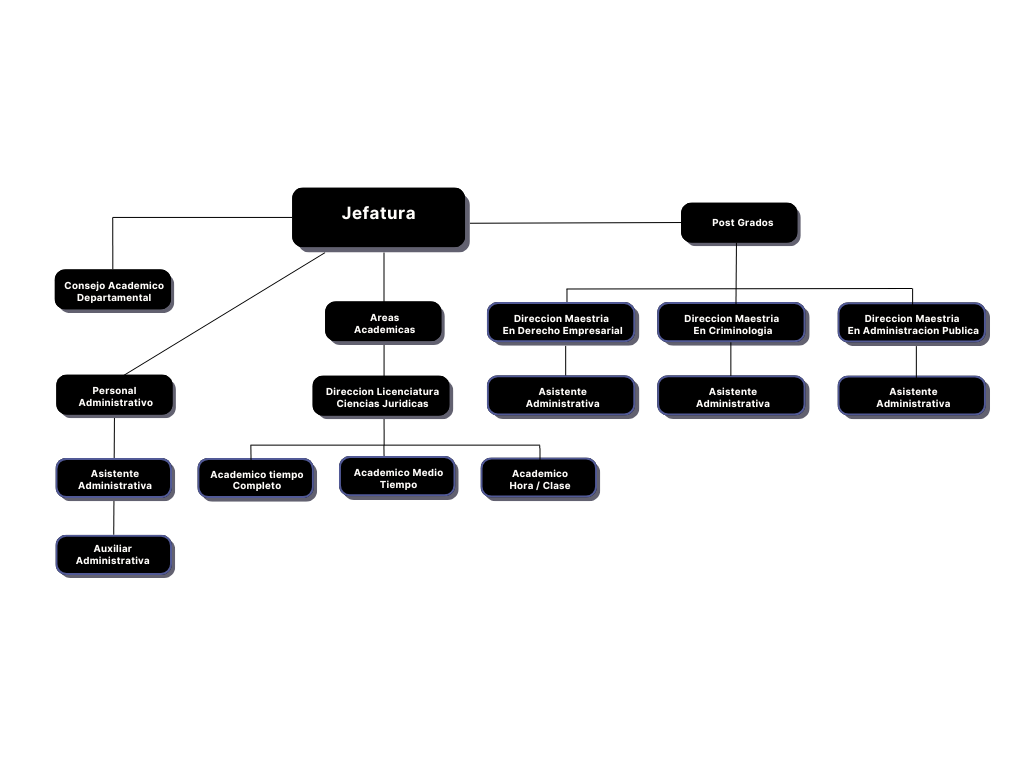 Jefatura
Post Grados
Consejo Academico
Departamental
Areas
Academicas
Direccion Maestria
En Derecho Empresarial
Direccion Maestria
En Criminologia
Direccion Maestria
En Administracion Publica
Personal
Administrativo
Direccion Licenciatura
Ciencias Juridicas
Asistente
Administrativa
Asistente
Administrativa
Asistente
Administrativa
Asistente
Administrativa
Academico tiempo
Completo
Academico Medio
Tiempo
Academico
Hora / Clase
Auxiliar
Administrativa